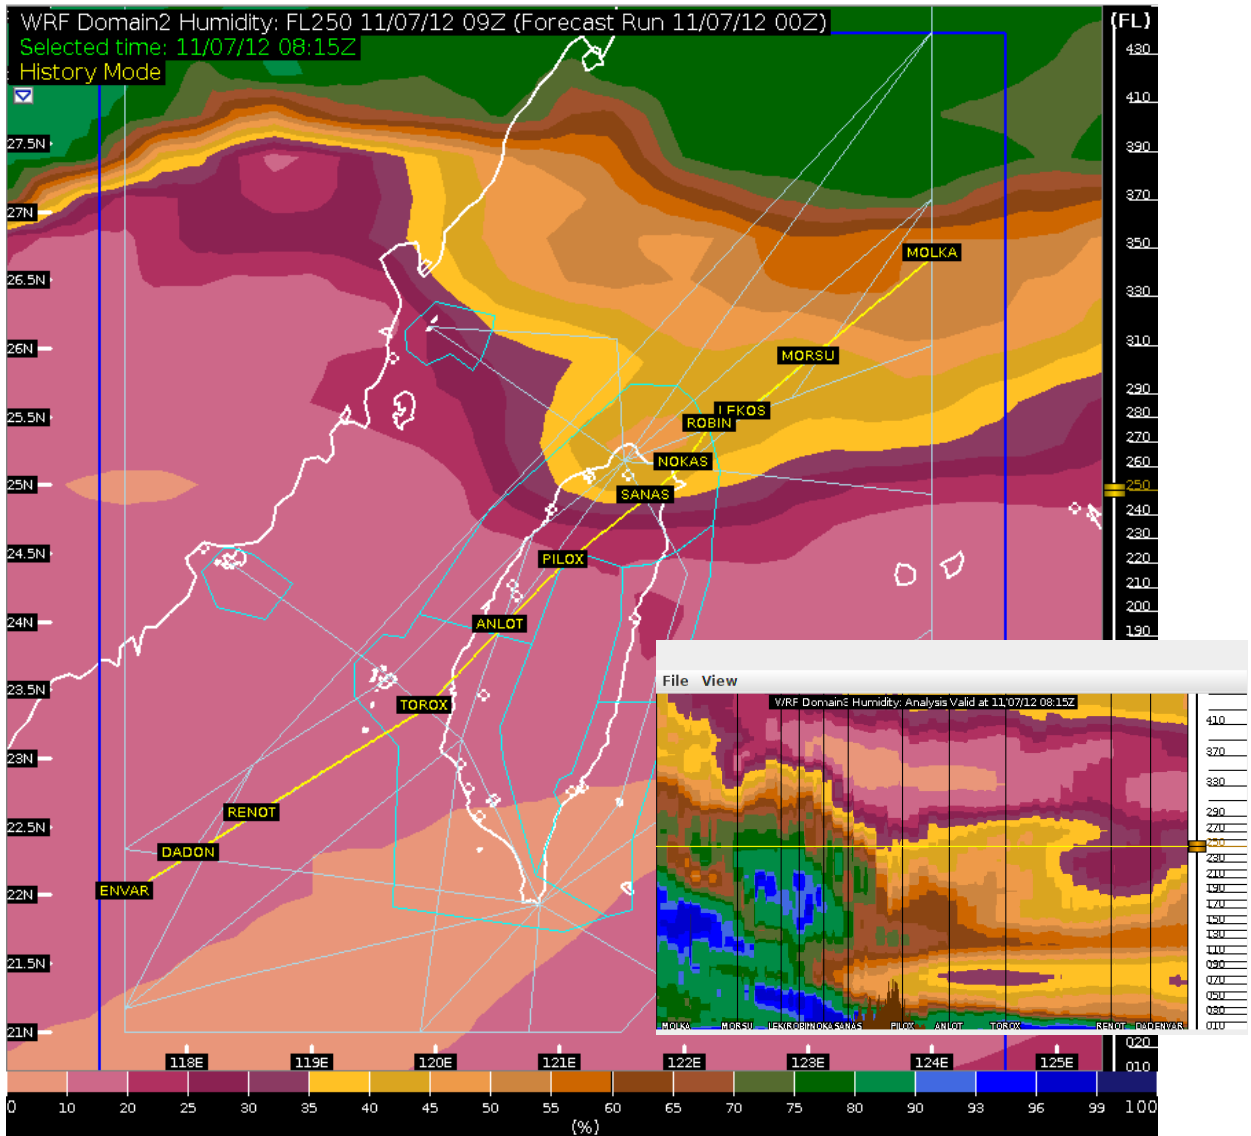 WRF Domain2 Humidity: FL250 11/07/12 09Z (Forecast Run 11/07/12 00Z)
Selected time: 11/07/12 08:15Z
History Mode
(FL)
430
410
390
370
350
330
310
290
280
270
260
250
240
230
220
210
200
190
020
010
27.5N
27N
26.5N
26N
25.5N
25N
24.5N
24N
23.5N
23N
22.5N
22N
21.5N
21N
MOLKA
MORSU
LEKOS
ROBIN
NOKAS
SANAS
PILOX
ANLOT
TOROX
RENOT
DADON
ENVAR
118E 119E 120E 121E 122E 123E 124E 125E
File View
WRF Domain3 Humidity: Analysis Valid at 11/07/12 08:15Z
410
370
330
290
270
250
230
210
190
170
150
130
110
090
070
050
030
010
MOLKA MORSU LEK(ROBINNOKASANAS PILOX ANLOT TOROX RENOT DADENVAR
0 10 20 25 30 35 40 45 50 55 60 65 70 75 80 90 93 96 99 100
(%)